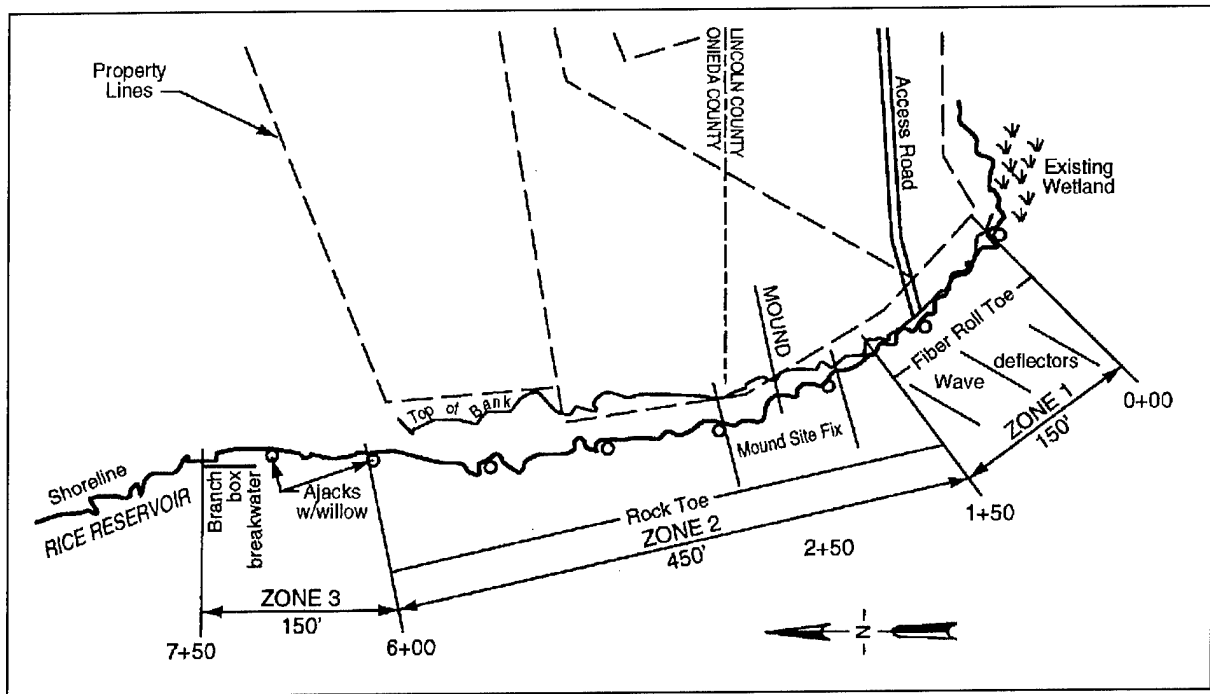 Property
Lines
LINCOLN COUNTY
ONIEDA COUNTY
Access Road
Existing
Wetland
MOUND
Fiber Roll Toe
Wave deflectors
ZONE 1
150'
0+00
Top of Bank
Mound Site Fix
Shoreline
RICE RESERVOIR
Branch
box
breakwater
Ajacks
w/willow
Rock Toe
ZONE 2
450'
2+50
1+50
ZONE 3
150'
7+50
6+00
N